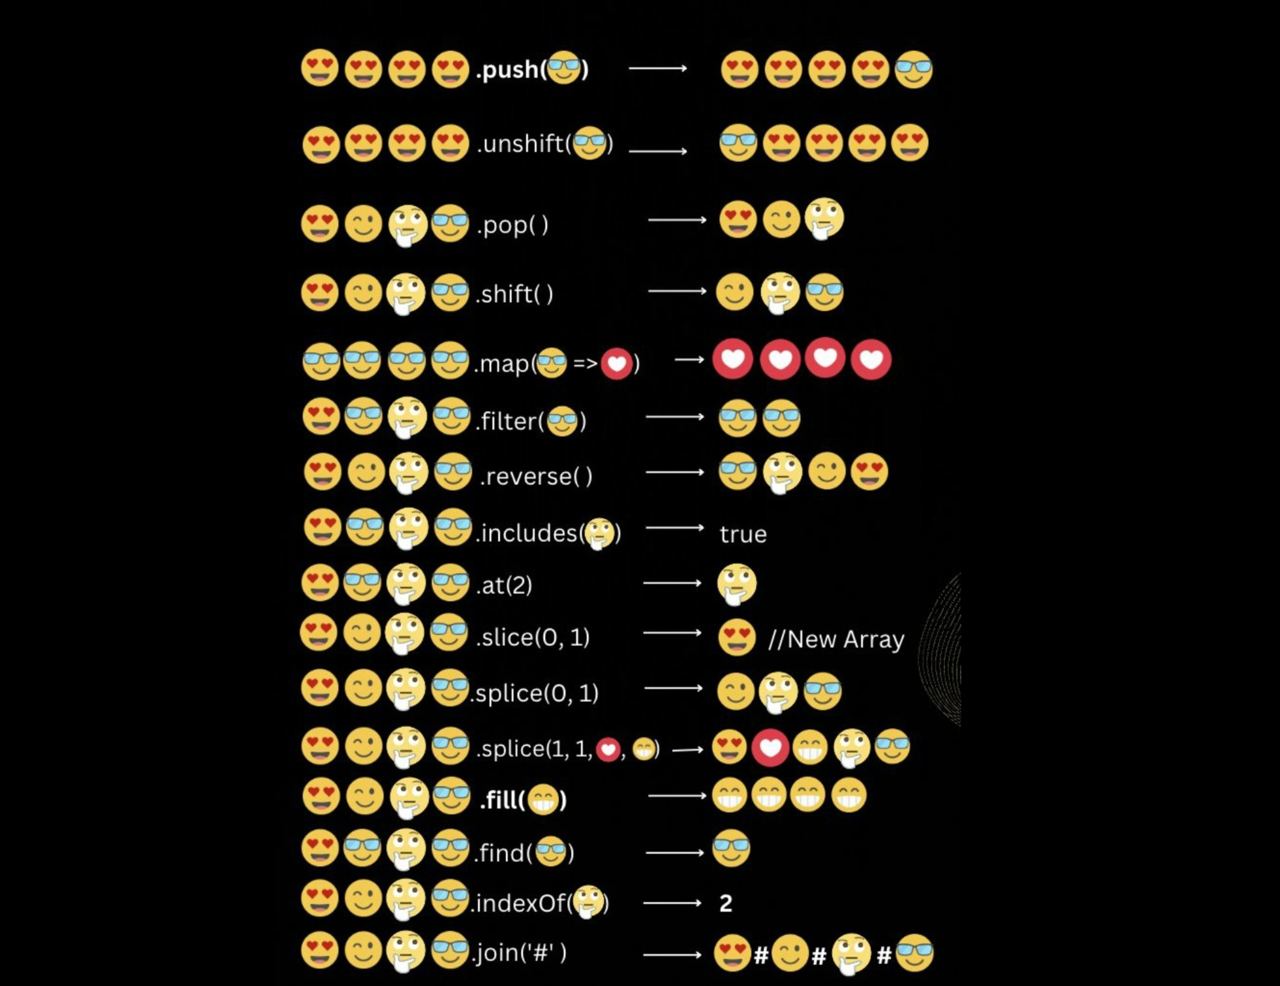 😍😍😍😍.push(😎) → 😍😍😍😍😎
😍😍😍😍.unshift(😎) → 😎😍😍😍😍
😍😉🤔😎.pop( ) → 😍😉🤔
😍😉🤔😎.shift( ) → 😉🤔😎
😎😎😎😎.map(😎 => ❤️) → ❤️❤️❤️❤️
😍😎🤔😎.filter(😎) → 😎😎
😍😉🤔😎.reverse( ) → 😎🤔😉😍
😍😎🤔😎.includes(🤔) → true
😍😎🤔😎.at(2) → 🤔
😍😉🤔😎.slice(0, 1) → 😍 //New Array
😍😉🤔😎.splice(0, 1) → 😉🤔😎
😍😉🤔😎.splice(1, 1,❤️, 😁) → 😍❤️😁🤔😎
😍😉🤔😎.fill(😁) → 😁😁😁😁
😍😎🤔😎.find(😎) → 😎
😍😉🤔😎.indexOf(🤔) → 2
😍😉🤔😎.join('#' ) → 😍#😉#🤔#😎